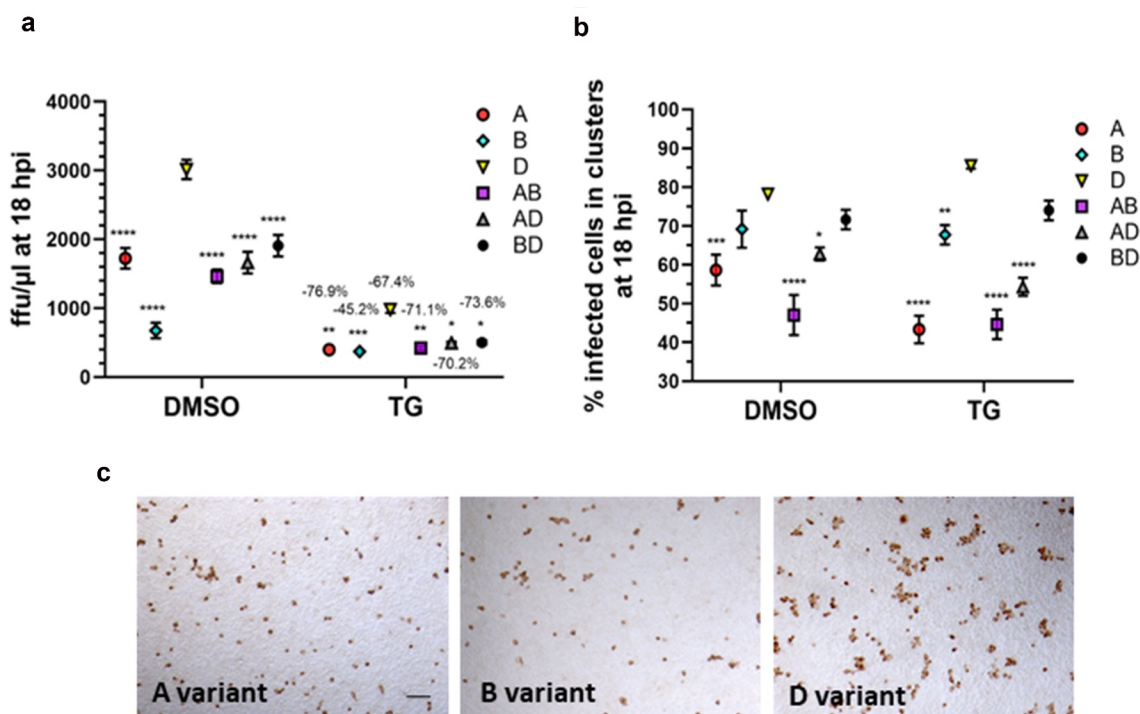 a
ffu/µl at 18 hpi
4000
3000
2000
1000
0
****
****
****
****
****
-76.9%
-45.2%
-67.4%
-71.1%
-73.6%
-70.2%
**
***
**
*
*
DMSO
TG
A
B
D
AB
AD
BD
b
% infected cells in clusters
at 18 hpi
100
90
80
70
60
50
40
30
***
****
*
****
**
****
****
DMSO
TG
A
B
D
AB
AD
BD
c
A variant
B variant
D variant